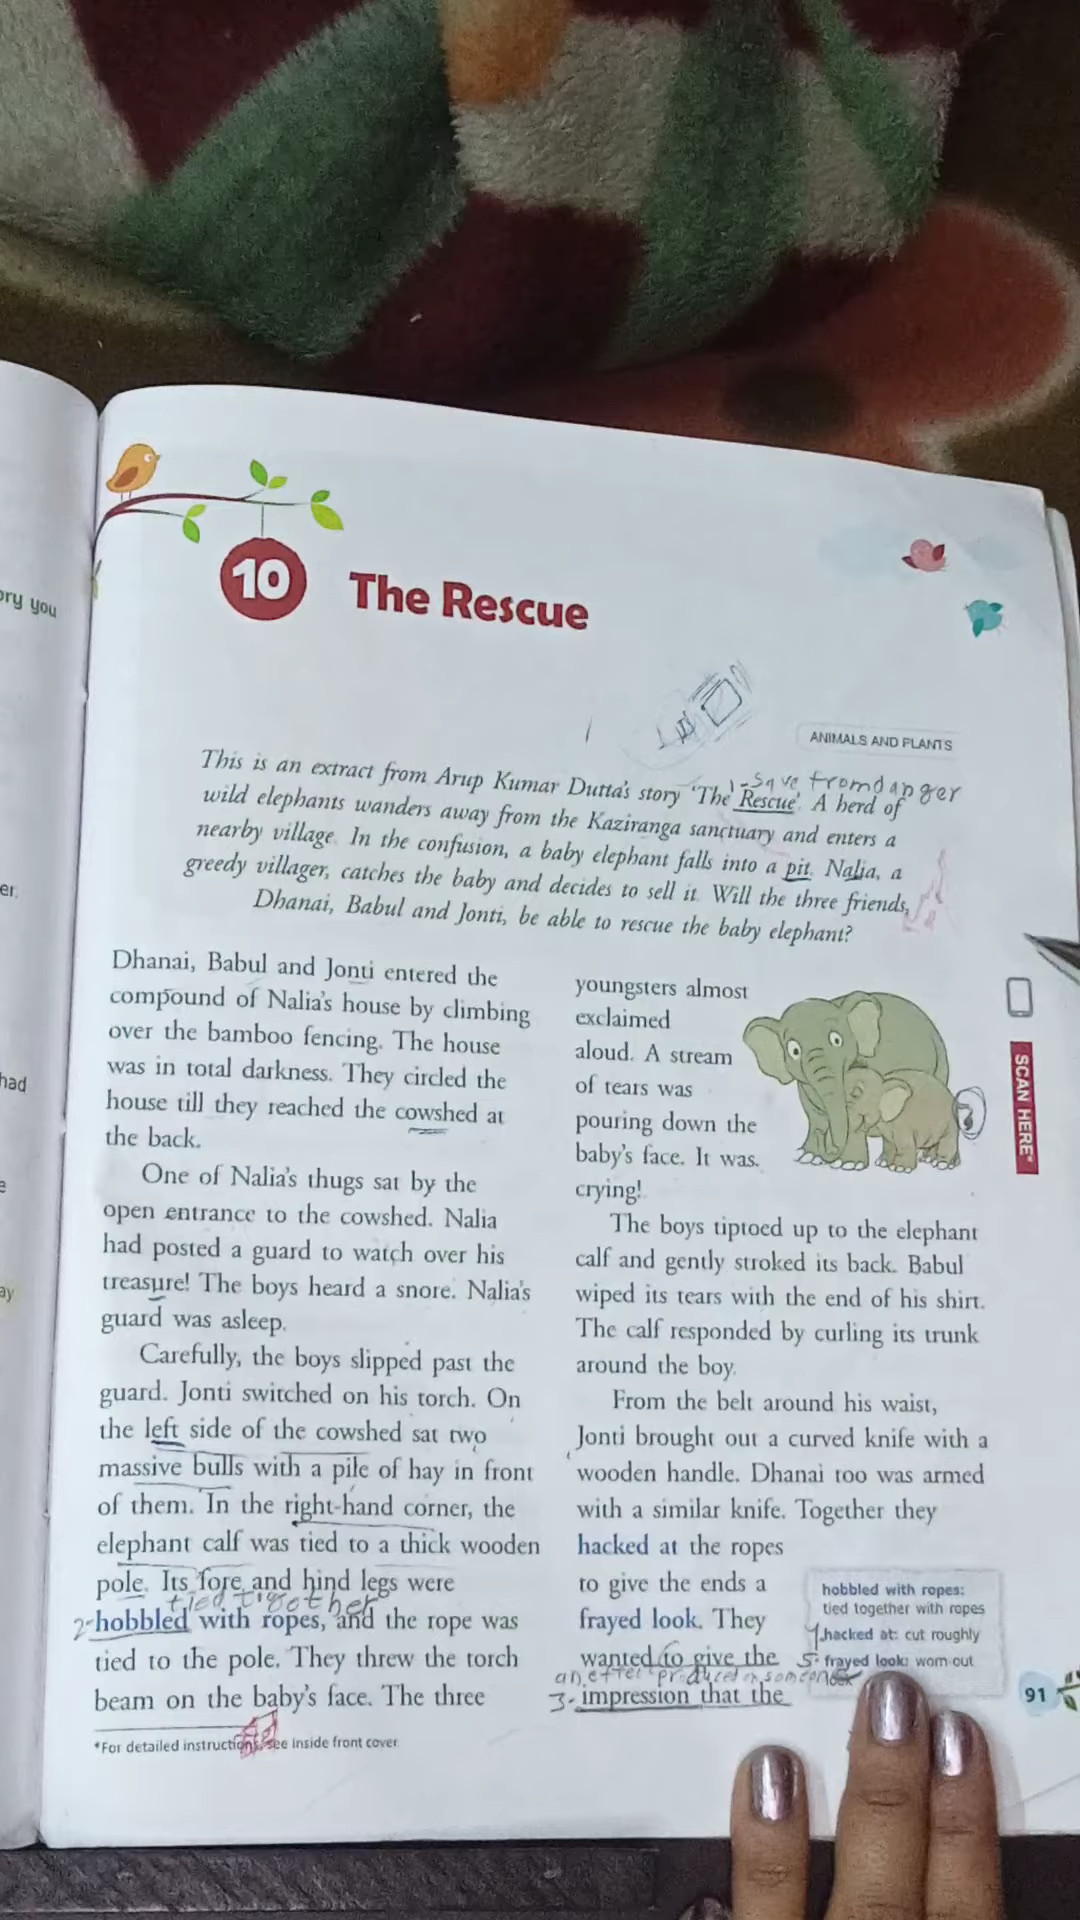 ory you
er.
had
e
ay
10 The Rescue
ANIMALS AND PLANTS
1-Save from danger
This is an extract from Arup Kumar Dutta's story 'The Rescue'. A herd of
wild elephants wanders away from the Kaziranga sanctuary and enters a
nearby village. In the confusion, a baby elephant falls into a pit. Nalia, a
greedy villager, catches the baby and decides to sell it. Will the three friends,
Dhanai, Babul and Jonti, be able to rescue the baby elephant?
Dhanai, Babul and Jonti entered the
compound of Nalia's house by climbing
over the bamboo fencing. The house
was in total darkness. They circled the
house till they reached the cowshed at
the back.
One of Nalia's thugs sat by the
open entrance to the cowshed. Nalia
had posted a guard to watch over his
treasure! The boys heard a snore. Nalia's
guard was asleep.
Carefully, the boys slipped past the
guard. Jonti switched on his torch. On
the left side of the cowshed sat two
massive bulls with a pile of hay in front
of them. In the right-hand corner, the
elephant calf was tied to a thick wooden
pole. Its fore and hind legs were
tied together
2-hobbled with ropes, and the rope was
tied to the pole. They threw the torch
beam on the baby's face. The three
*For detailed instructions, see inside front cover
youngsters almost
exclaimed
aloud. A stream
of tears was
pouring down the
baby's face. It was
crying!
The boys tiptoed up to the elephant
calf and gently stroked its back. Babul
wiped its tears with the end of his shirt.
The calf responded by curling its trunk
around the boy.
From the belt around his waist,
Jonti brought out a curved knife with a
wooden handle. Dhanai too was armed
with a similar knife. Together they
hacked at the ropes
to give the ends a
frayed look. They
wanted to give the
an effect produced on someone
3-impression that the
hobbled with ropes:
tied together with ropes
hacked at: cut roughly
5-frayed look: worn-out
look
SCAN HERE*
91